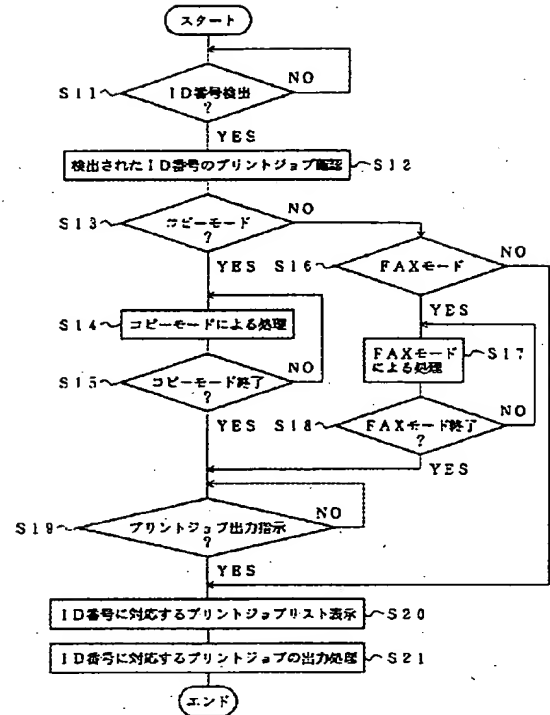 スタート
S11
ID番号検出
?
NO
YES
検出されたID番号のプリントジョブ確認
S12
S13
コピーモード
?
NO
YES
S16
FAXモード
?
NO
YES
S14
コピーモードによる処理
FAXモード
による処理
S17
S15
コピーモード終了
?
NO
YES
S18
FAXモード終了
?
NO
YES
S19
プリントジョブ出力指示
?
NO
YES
ID番号に対応するプリントジョブリスト表示
S20
ID番号に対応するプリントジョブの出力処理
S21
エンド